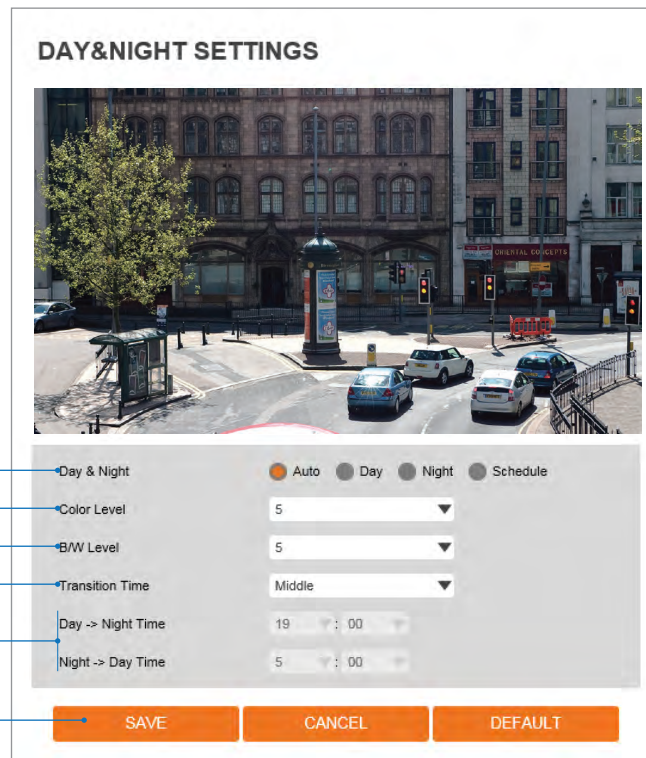 DAY&NIGHT SETTINGS
ORIENTAL CONCEPTS
Day & Night Auto Day Night Schedule
Color Level 5
B/W Level 5
Transition Time Middle
Day -> Night Time 19 : 00
Night -> Day Time 5 : 00
SAVE CANCEL DEFAULT